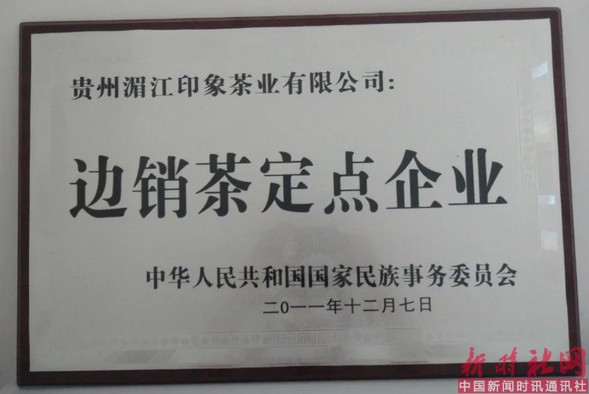 贵州湄江印象茶业有限公司：
边销茶定点企业
中华人民共和国国家民族事务委员会
二0一一年十二月七日
新时社网
中国新闻时讯通讯社